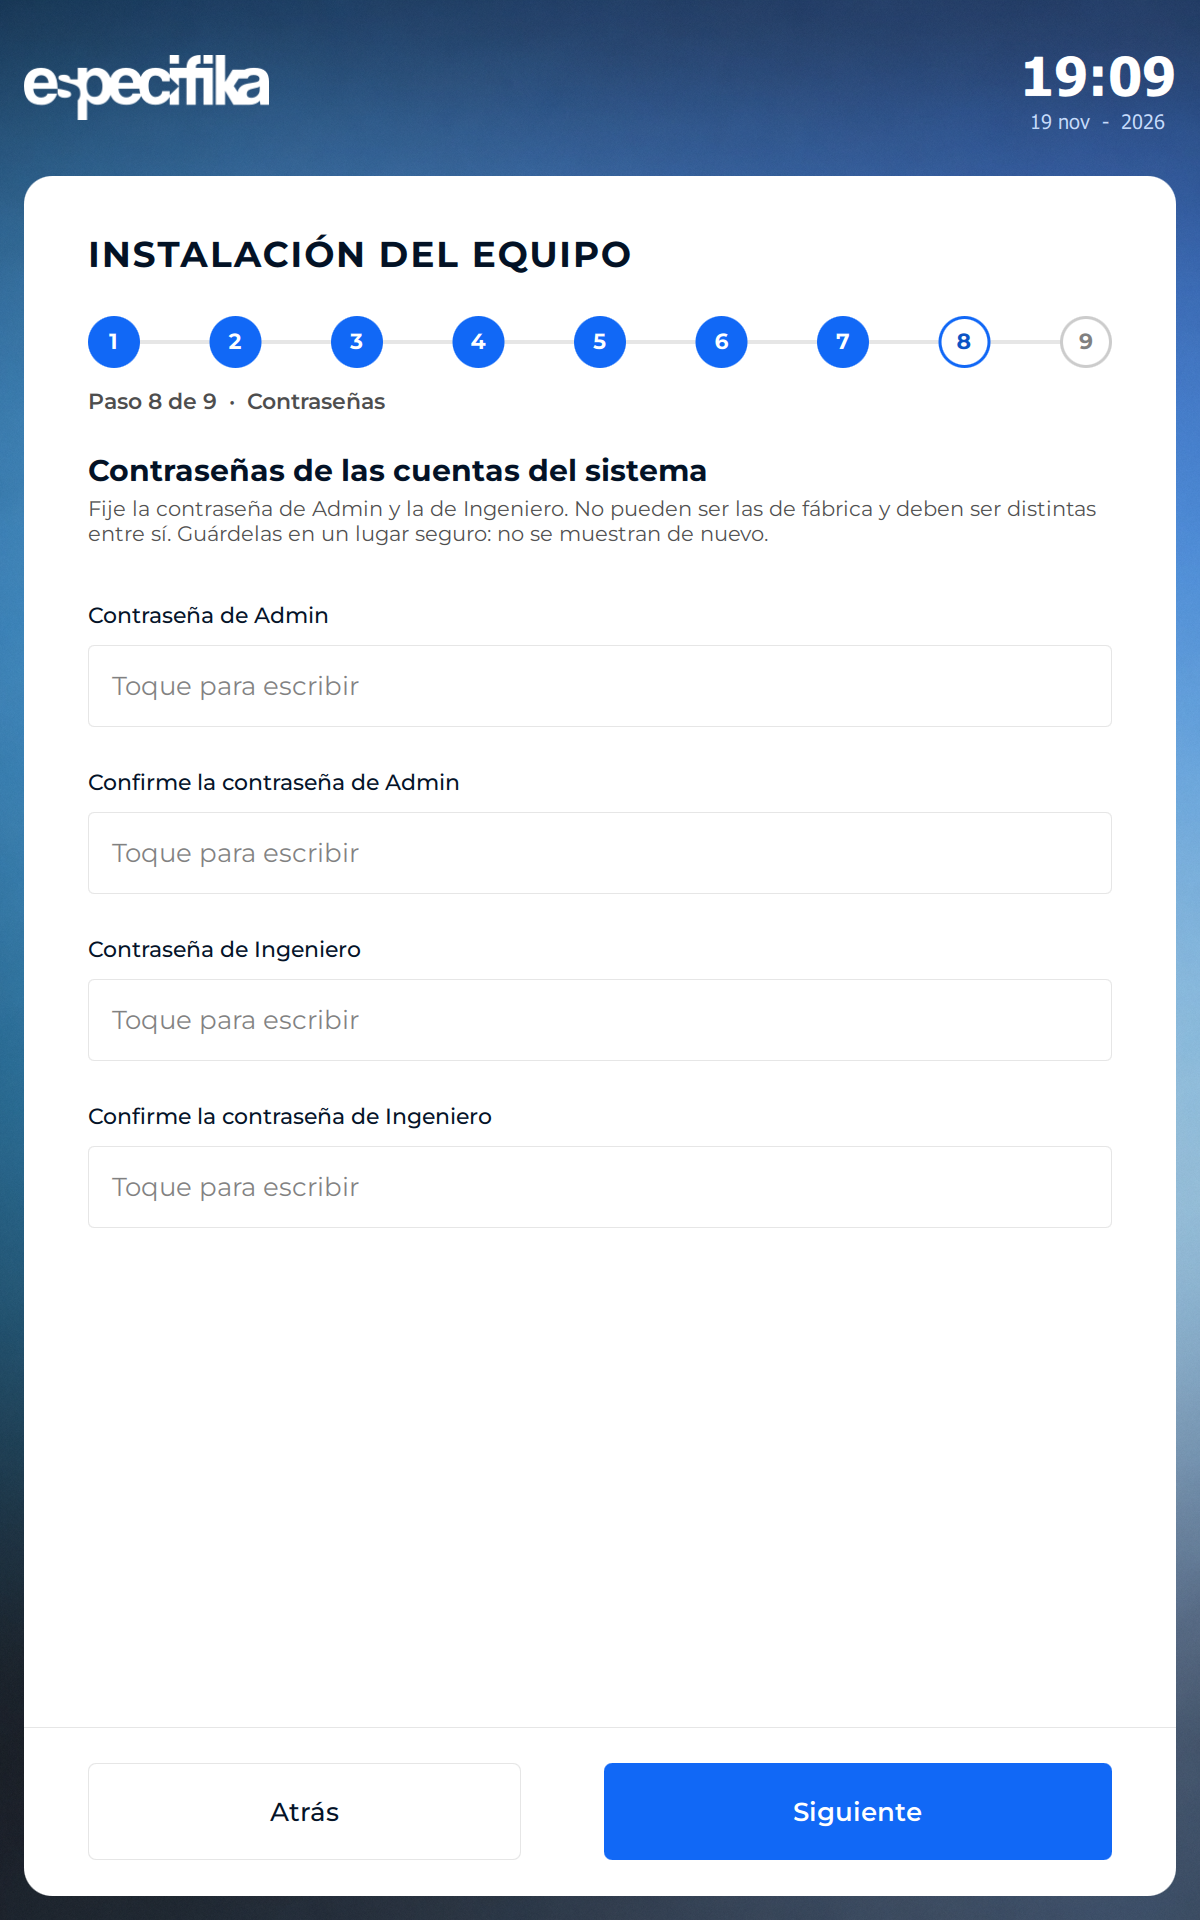 especifika
19:09
19 nov - 2026
INSTALACIÓN DEL EQUIPO
1 2 3 4 5 6 7 8 9
Paso 8 de 9 · Contraseñas
Contraseñas de las cuentas del sistema
Fije la contraseña de Admin y la de Ingeniero. No pueden ser las de fábrica y deben ser distintas
entre sí. Guárdelas en un lugar seguro: no se muestran de nuevo.
Contraseña de Admin
Toque para escribir
Confirme la contraseña de Admin
Toque para escribir
Contraseña de Ingeniero
Toque para escribir
Confirme la contraseña de Ingeniero
Toque para escribir
Atrás
Siguiente